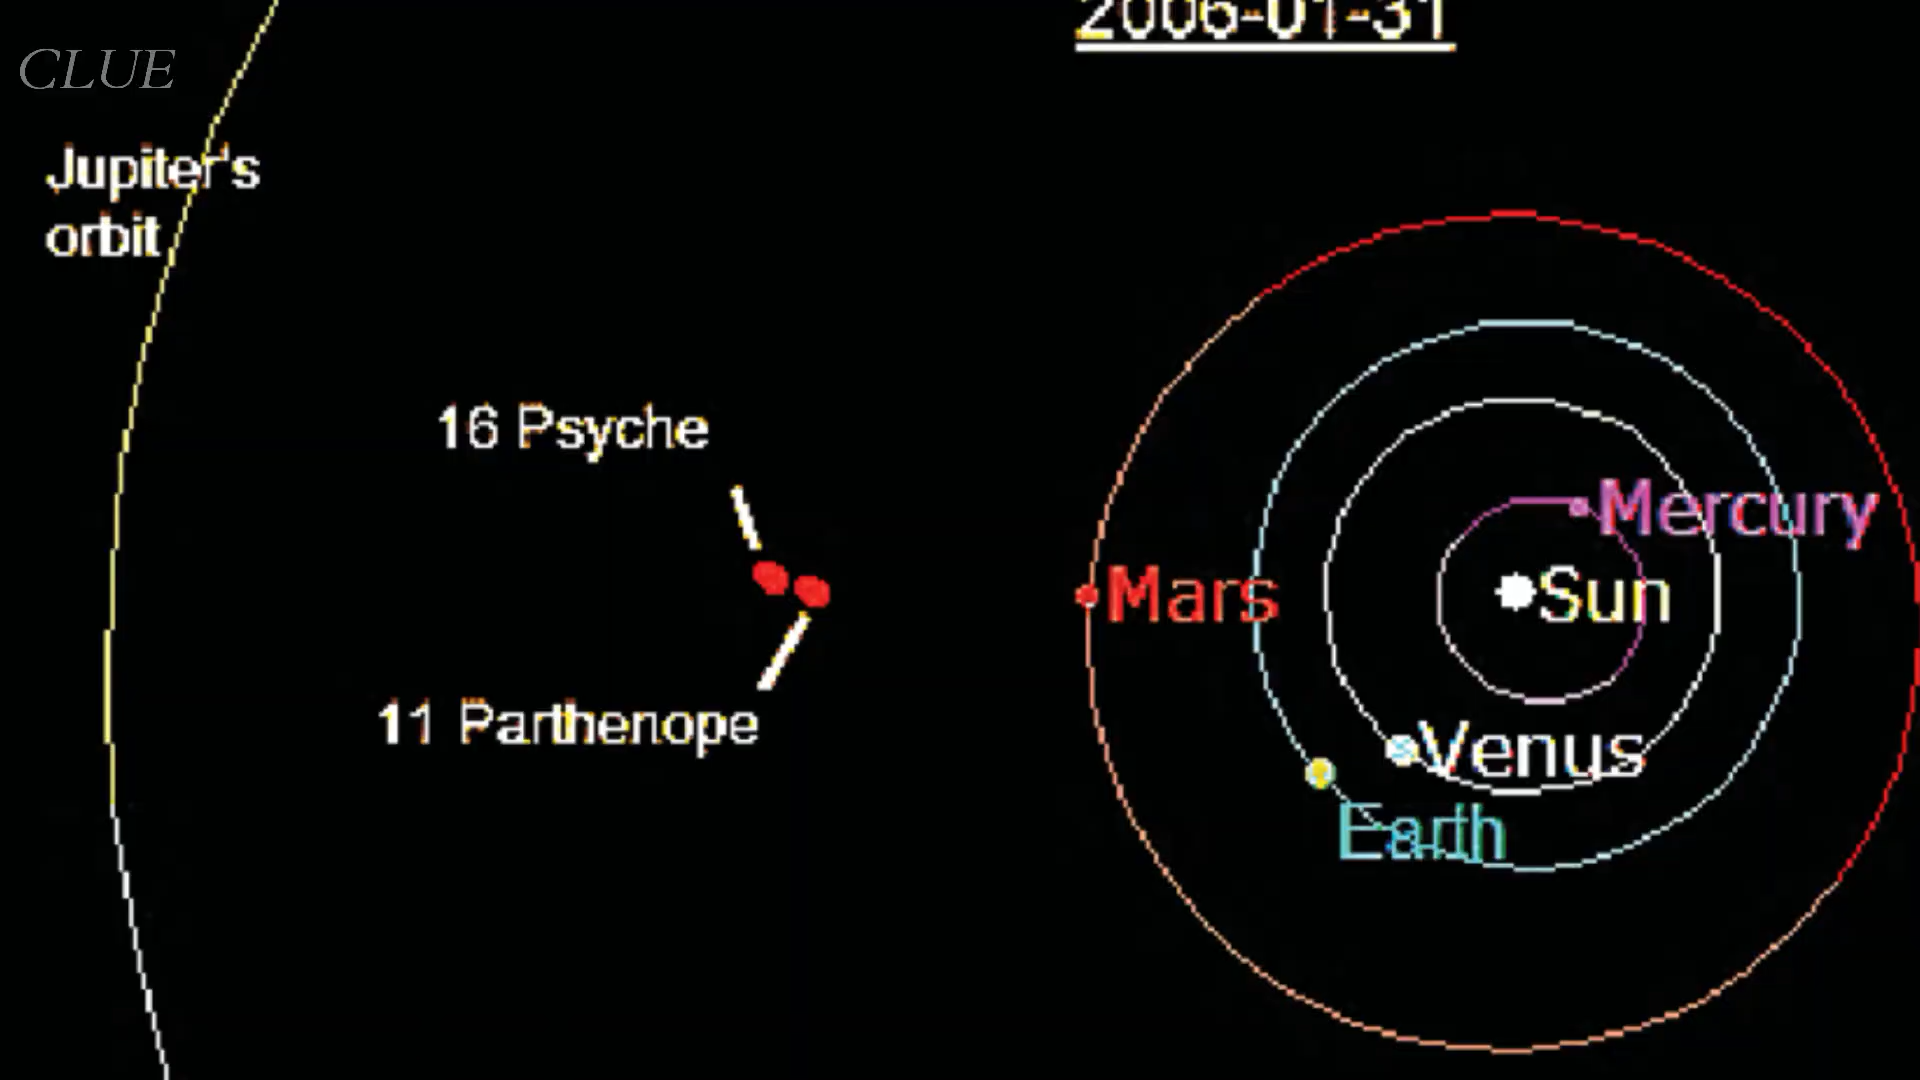 2006-01-31
CLUE
Jupiter's
orbit
16 Psyche
Mercury
Mars
Sun
11 Parthenope
Venus
Earth